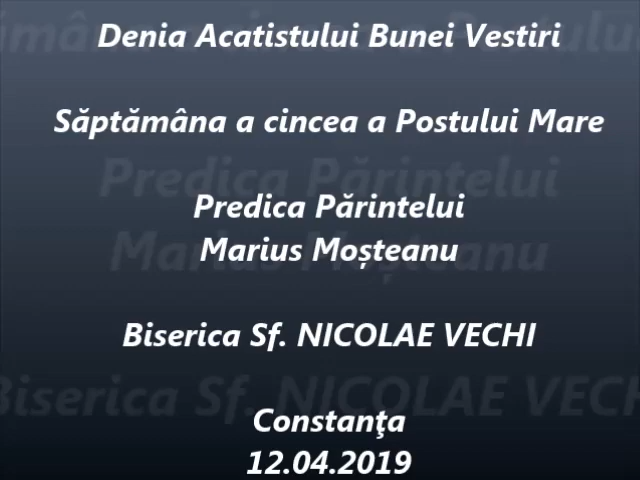 Denia Acatistului Bunei Vestiri
Săptămâna a cincea a Postului Mare
Predica Părintelui
Marius Moșteanu
Biserica Sf. NICOLAE VECHI
Constanţa
12.04.2019